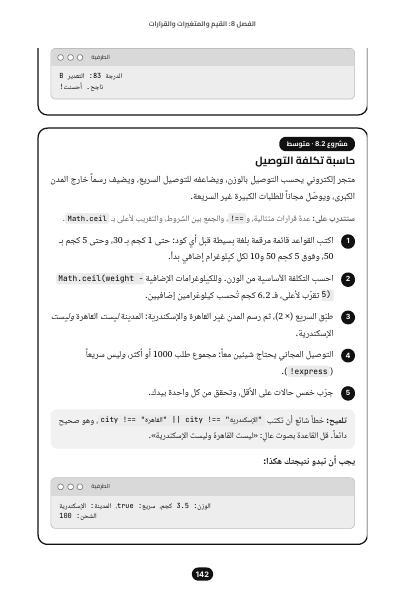 الفصل 8: القيم والمتغيرات والقرارات
الطرفية
الدرجة 83: التقدير B
ناجح. أحسنت!
مشروع 8.2 · متوسط
حاسبة تكلفة التوصيل
متجر إلكتروني يحسب التوصيل بالوزن، ويضاعفه للتوصيل السريع، ويضيف رسماً خارج المدن
الكبرى، ويوصّل مجاناً للطلبات الكبيرة غير السريعة.
ستتدرب على: عدة قرارات متتالية، و !== ، والجمع بين الشروط، والتقريب لأعلى بـ Math.ceil .
1 اكتب القواعد قائمة مرقمة بلغة بسيطة قبل أي كود: حتى 1 كجم بـ 30، وحتى 5 كجم بـ
50، وفوق 5 كجم 50 و10 لكل كيلوغرام إضافي بدأ.
2 احسب التكلفة الأساسية من الوزن. وللكيلوغرامات الإضافية Math.ceil(weight -
5) تقرّب لأعلى، فـ 6.2 كجم تُحسب كيلوغرامين إضافيين.
3 طبّق السريع (× 2)، ثم رسم المدن غير القاهرة والإسكندرية: المدينة ليست القاهرة وليست
الإسكندرية.
4 التوصيل المجاني يحتاج شيئين معاً: مجموع طلب 1000 أو أكثر، وليس سريعاً
( !express ).
5 جرّب خمس حالات على الأقل، وتحقق من كل واحدة بيدك.
تلميح: خطأ شائع أن تكتب city !== "القاهرة" || city !== "الإسكندرية" ، وهو صحيح
دائماً. قل القاعدة بصوت عالٍ: «ليست القاهرة وليست الإسكندرية».
يجب أن تبدو نتيجتك هكذا:
الطرفية
الوزن: 3.5 كجم، سريع: true، المدينة: الإسكندرية
الشحن: 100
142